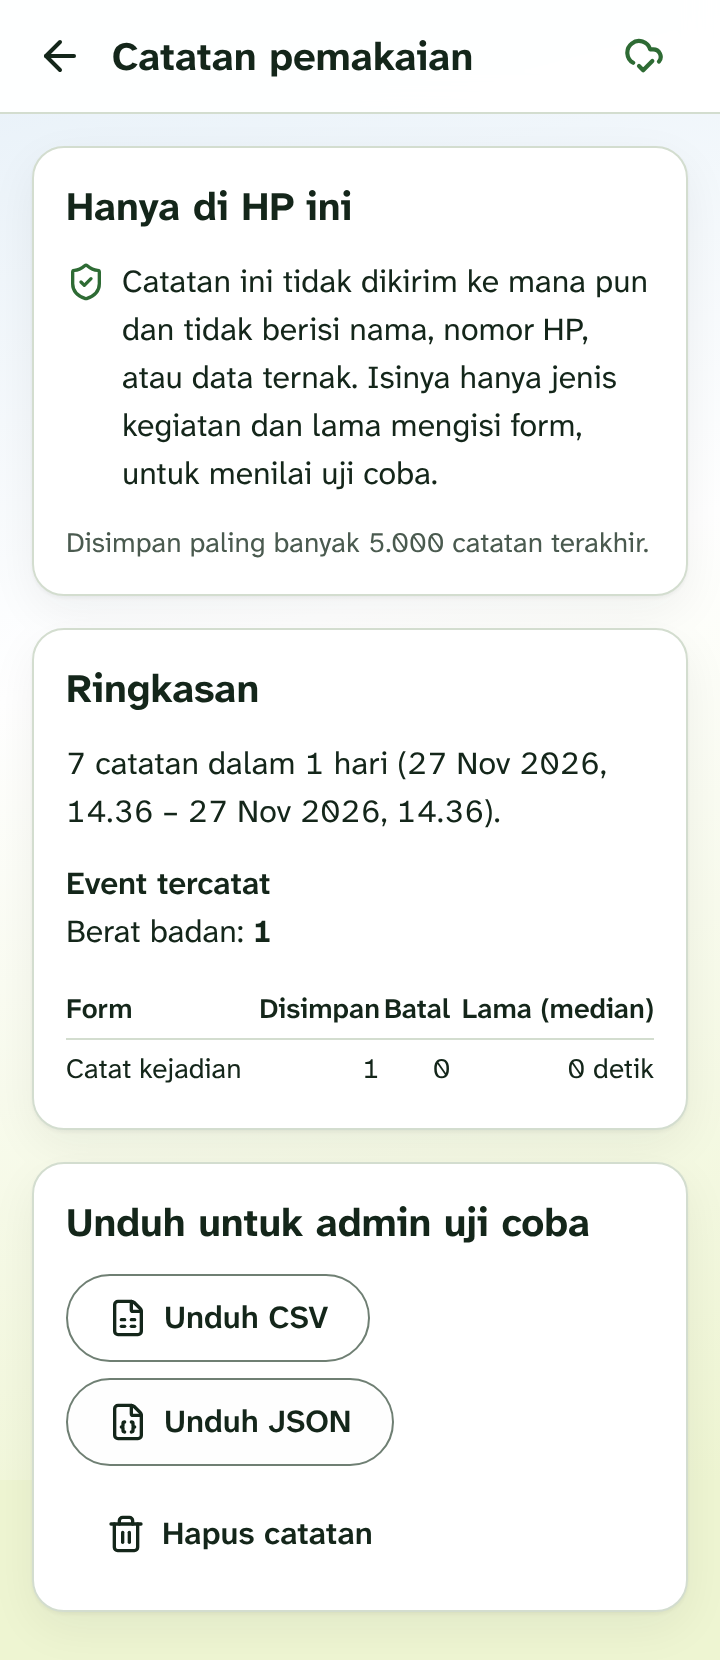 Catatan pemakaian
Hanya di HP ini
Catatan ini tidak dikirim ke mana pun
dan tidak berisi nama, nomor HP,
atau data ternak. Isinya hanya jenis
kegiatan dan lama mengisi form,
untuk menilai uji coba.
Disimpan paling banyak 5.000 catatan terakhir.
Ringkasan
7 catatan dalam 1 hari (27 Nov 2026,
14.36 – 27 Nov 2026, 14.36).
Event tercatat
Berat badan: 1
Form Disimpan Batal Lama (median)
Catat kejadian 1 0 0 detik
Unduh untuk admin uji coba
Unduh CSV
Unduh JSON
Hapus catatan